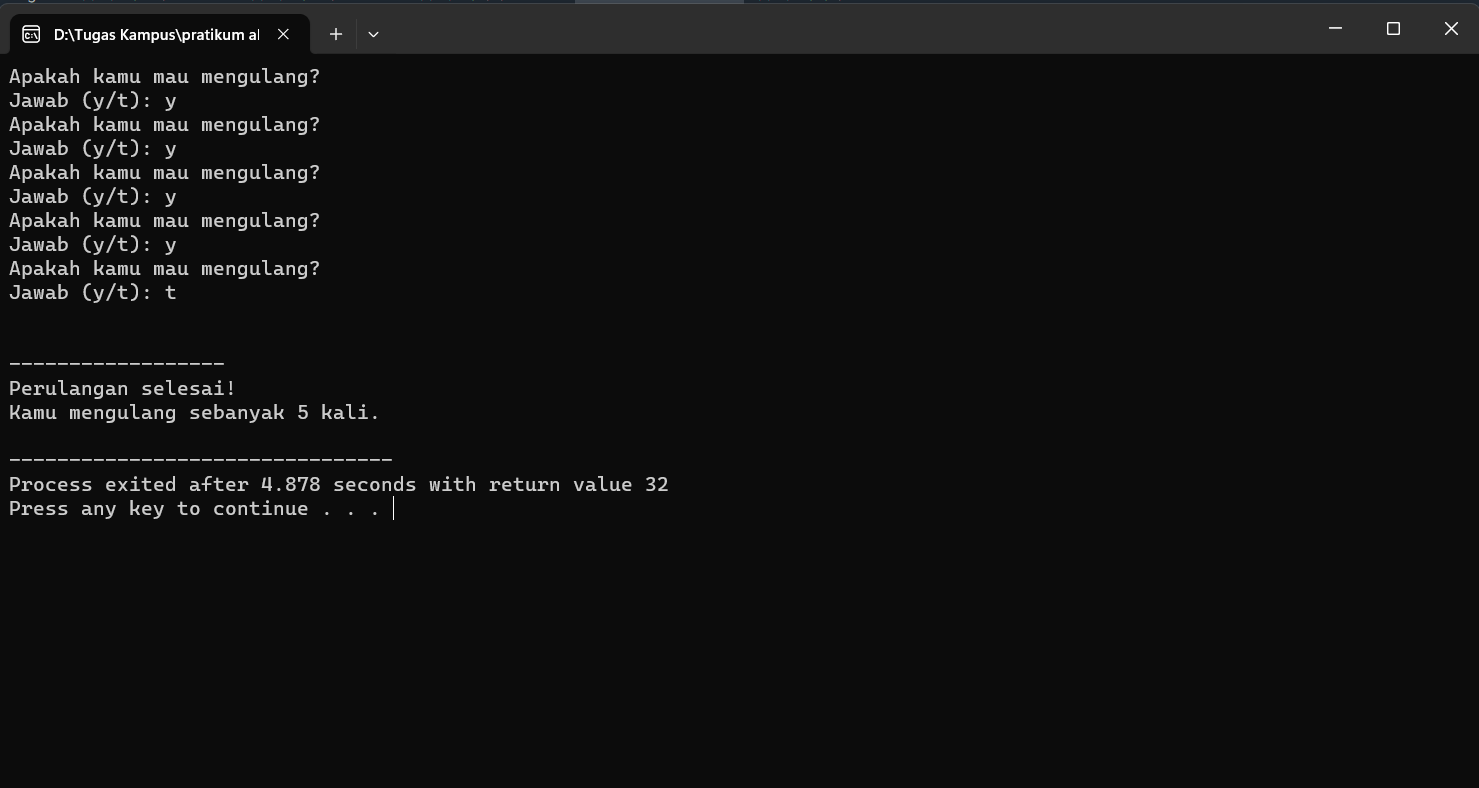 D:\Tugas Kampus\pratikum al
Apakah kamu mau mengulang?
Jawab (y/t): y
Apakah kamu mau mengulang?
Jawab (y/t): y
Apakah kamu mau mengulang?
Jawab (y/t): y
Apakah kamu mau mengulang?
Jawab (y/t): y
Apakah kamu mau mengulang?
Jawab (y/t): t
------------------
Perulangan selesai!
Kamu mengulang sebanyak 5 kali.
--------------------------------
Process exited after 4.878 seconds with return value 32
Press any key to continue . . .